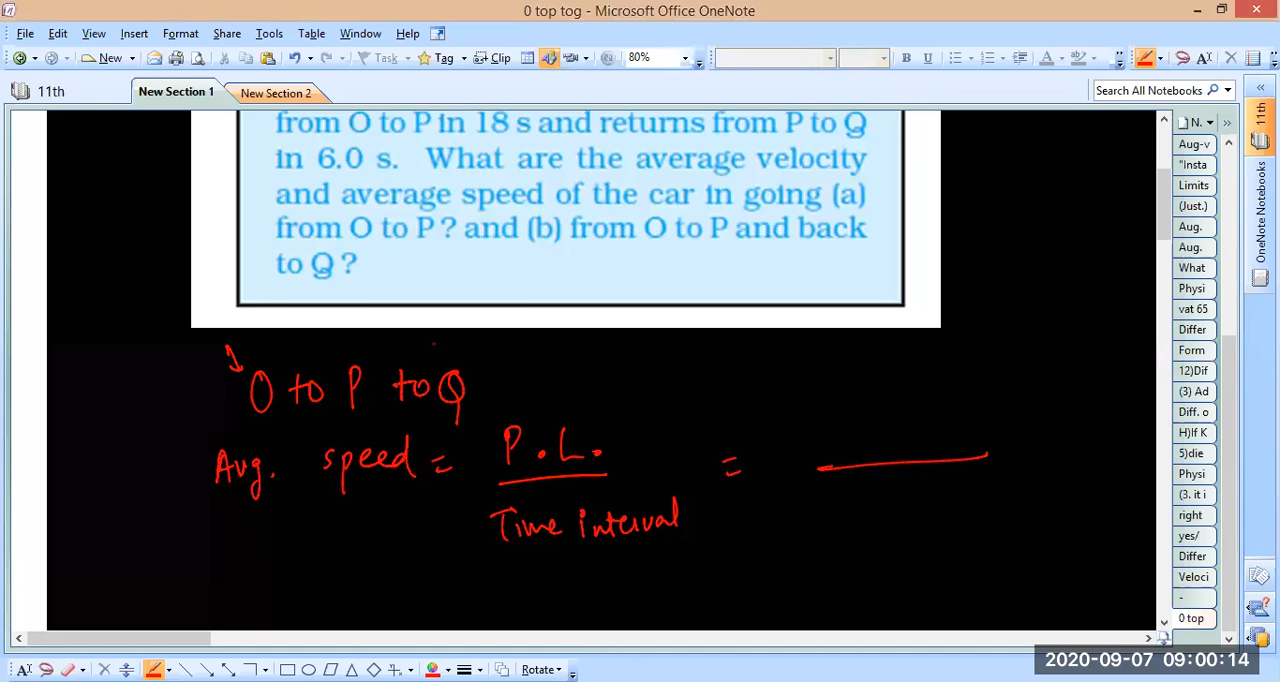 0 top tog - Microsoft Office OneNote
File Edit View Insert Format Share Tools Table Window Help
New Task Tag Clip 80% B U
11th New Section 1 New Section 2 Search All Notebooks
from O to P in 18 s and returns from P to Q
in 6.0 s. What are the average velocity
and average speed of the car in going (a)
from O to P ? and (b) from O to P and back
to Q ?
O to P to Q
Avg. speed = P.L. =
Time interval
N.
Aug-v
"Insta
Limits
(Just.)
Aug.
Aug.
What
Physi
vat 65
Differ
Form
12)Dif
(3) Ad
Diff. o
H)If K
5)die
Physi
(3. it i
right
yes/
Differ
Veloci
-
0 top
11th
OneNote Notebooks
2020-09-07 09:00:14
Rotate